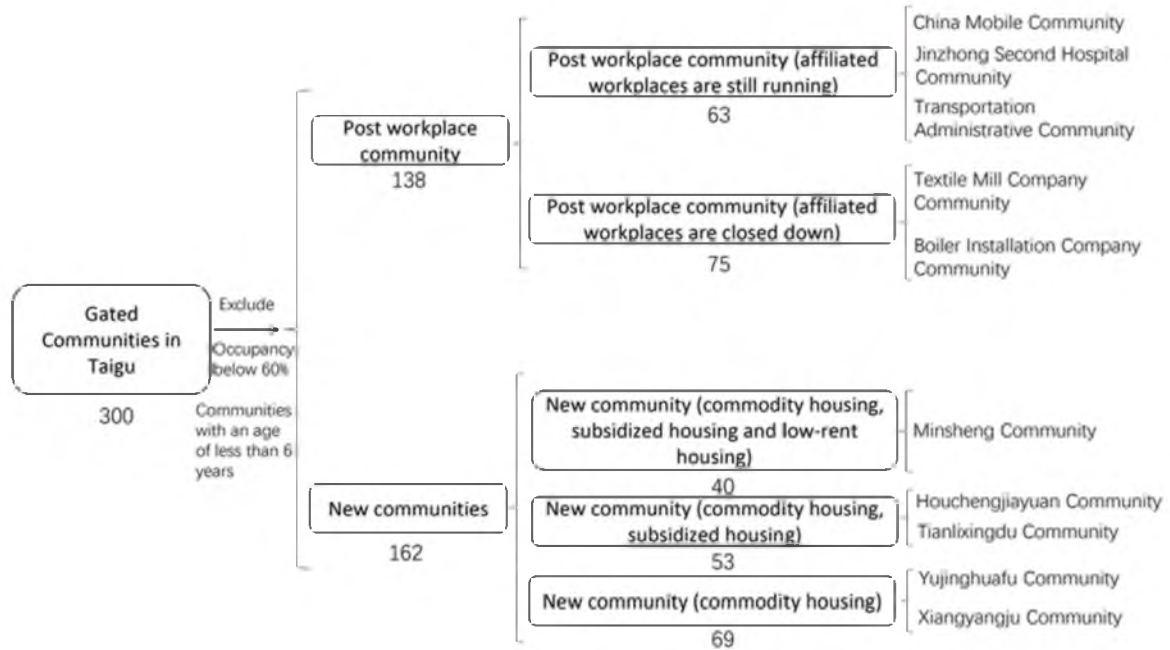 Gated
Communities in
Taigu
300
Exclude
Occupancy
below 60%
Communities
with an age
of less than 6
years
Post workplace
community
138
Post workplace community (affiliated
workplaces are still running)
63
China Mobile Community
Jinzhong Second Hospital
Community
Transportation
Administrative Community
Post workplace community (affiliated
workplaces are closed down)
75
Textile Mill Company
Community
Boiler Installation Company
Community
New communities
162
New community (commodity housing,
subsidized housing and low-rent
housing)
40
Minsheng Community
New community (commodity housing,
subsidized housing)
53
Houchengjiayuan Community
Tianlixingdu Community
New community (commodity housing)
69
Yujinghuafu Community
Xiangyangju Community